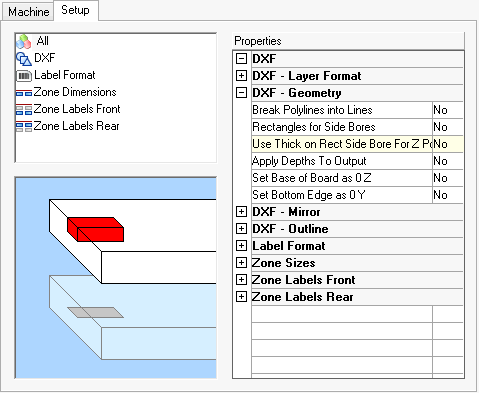 Machine Setup
All
DXF
Label Format
Zone Dimensions
Zone Labels Front
Zone Labels Rear
Properties
DXF
DXF - Layer Format
DXF - Geometry
Break Polylines into Lines No
Rectangles for Side Bores No
Use Thick on Rect Side Bore For Z Po No
Apply Depths To Output No
Set Base of Board as 0 Z No
Set Bottom Edge as 0 Y No
DXF - Mirror
DXF - Outline
Label Format
Zone Sizes
Zone Labels Front
Zone Labels Rear